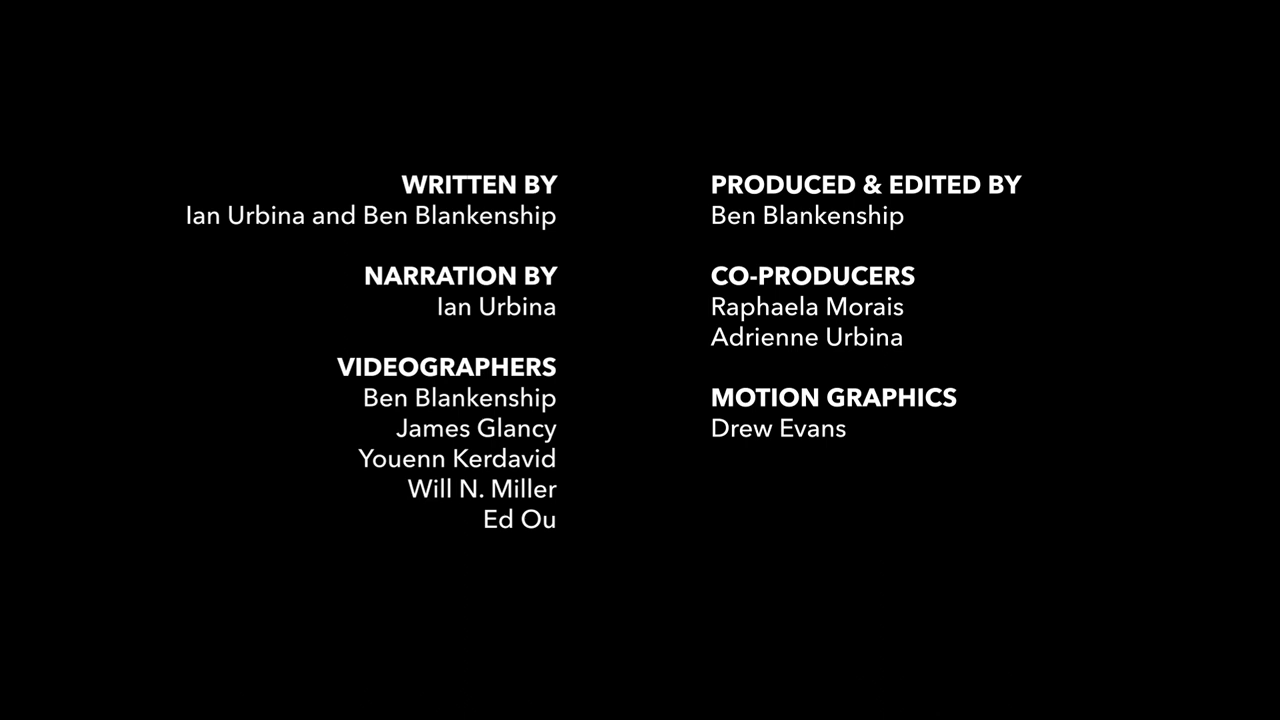 WRITTEN BY
Ian Urbina and Ben Blankenship
NARRATION BY
Ian Urbina
VIDEOGRAPHERS
Ben Blankenship
James Glancy
Youenn Kerdavid
Will N. Miller
Ed Ou
PRODUCED & EDITED BY
Ben Blankenship
CO-PRODUCERS
Raphaela Morais
Adrienne Urbina
MOTION GRAPHICS
Drew Evans